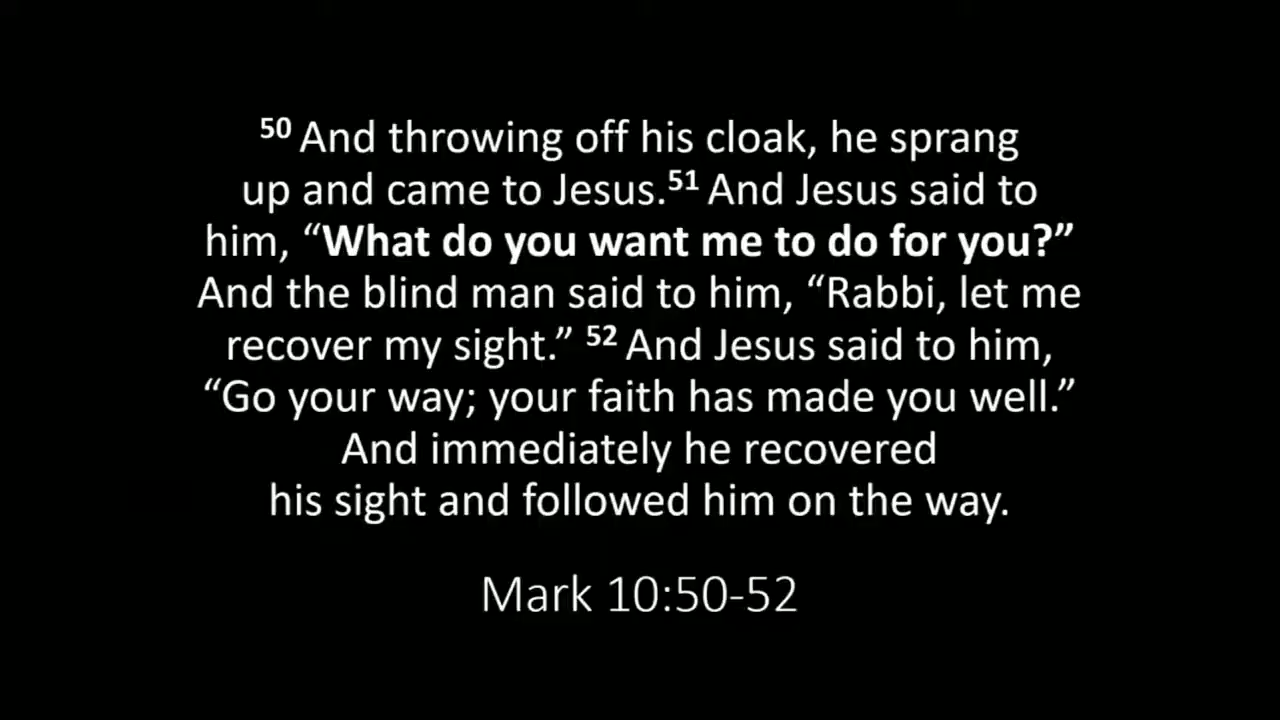 50 And throwing off his cloak, he sprang
up and came to Jesus.51 And Jesus said to
him, “What do you want me to do for you?”
And the blind man said to him, “Rabbi, let me
recover my sight.” 52 And Jesus said to him,
“Go your way; your faith has made you well.”
And immediately he recovered
his sight and followed him on the way.
Mark 10:50-52